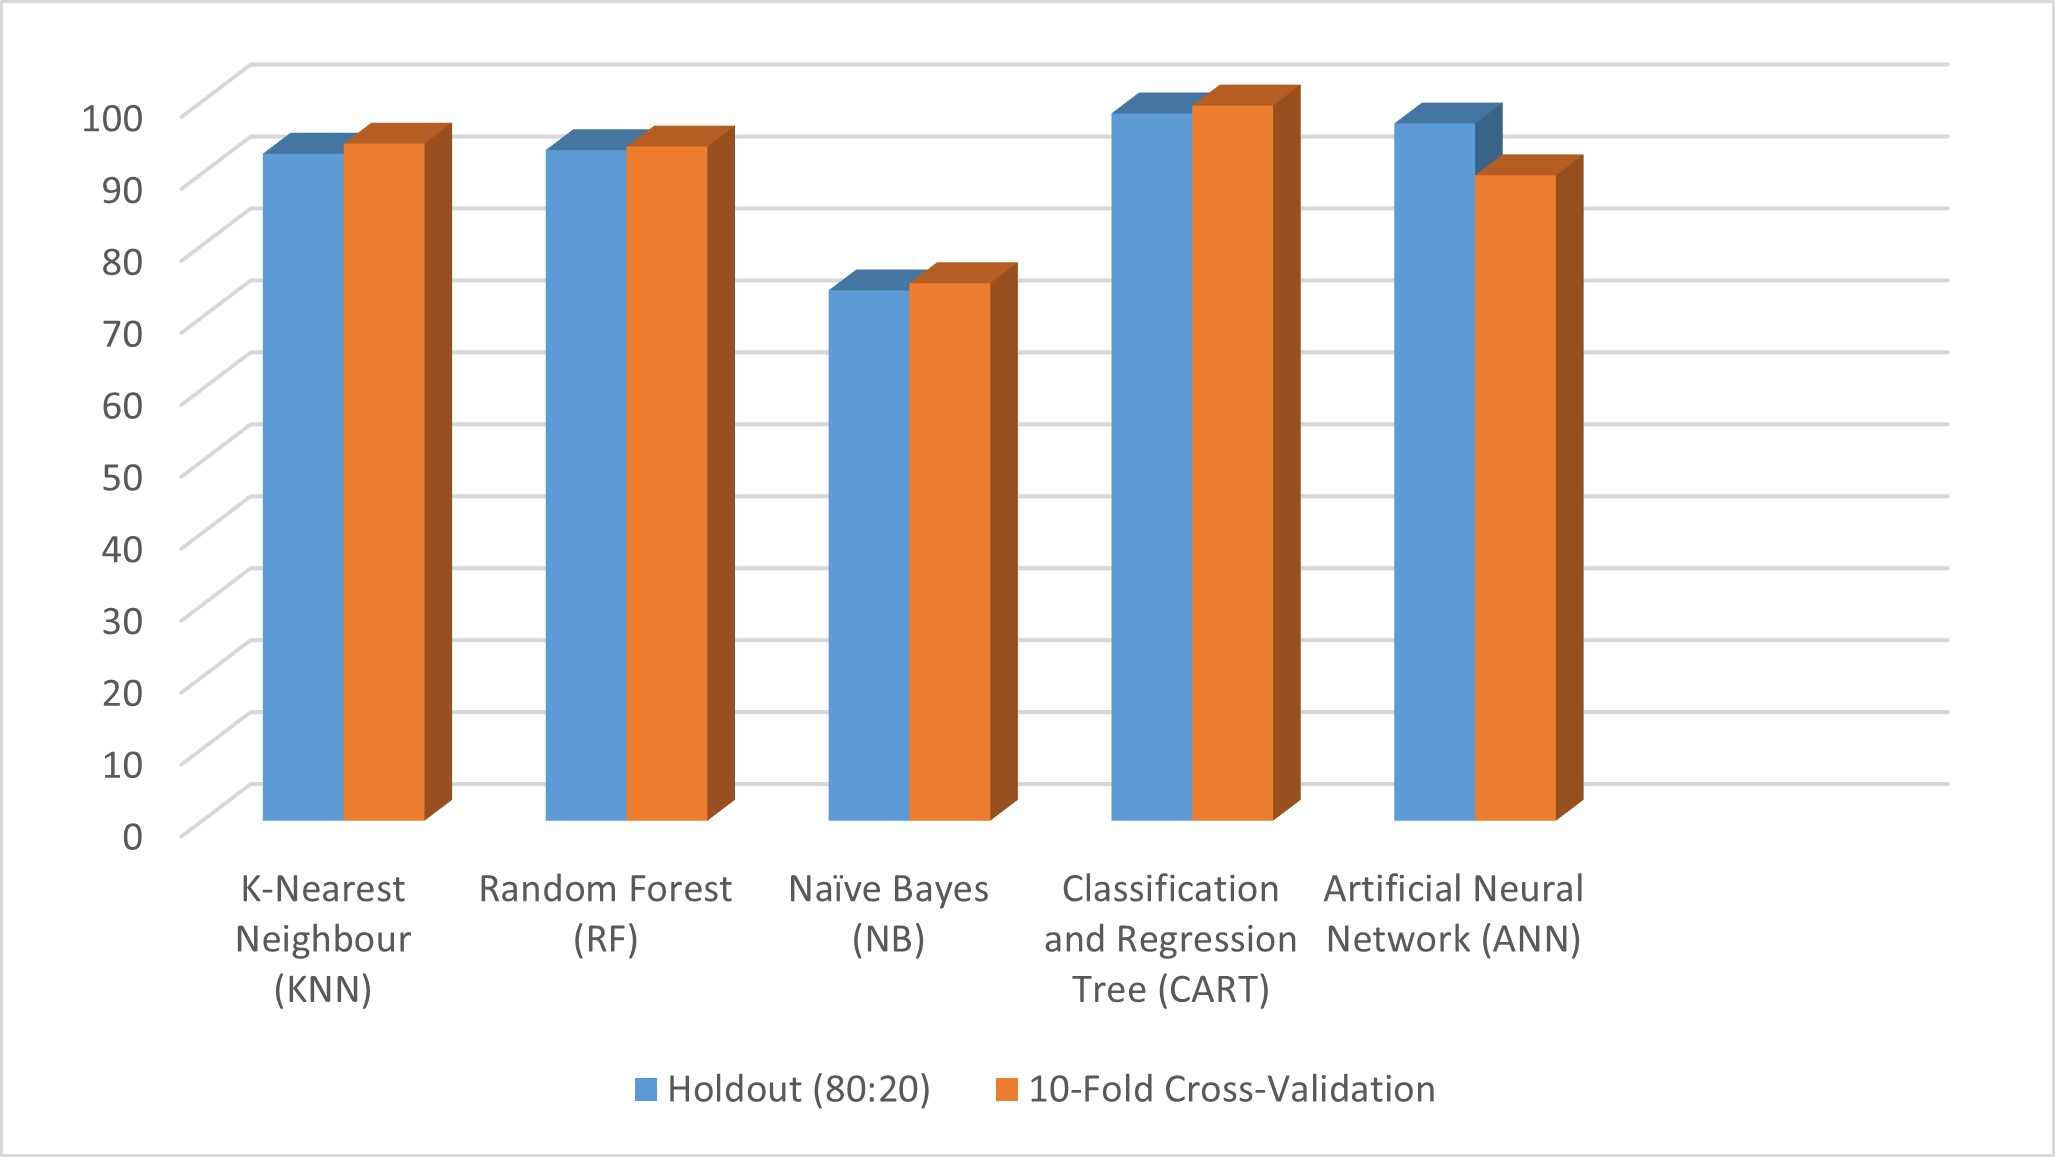 100
90
80
70
60
50
40
30
20
10
0
K-Nearest
Neighbour
(KNN)
Random Forest
(RF)
Naïve Bayes
(NB)
Classification
and Regression
Tree (CART)
Artificial Neural
Network (ANN)
Holdout (80:20)
10-Fold Cross-Validation